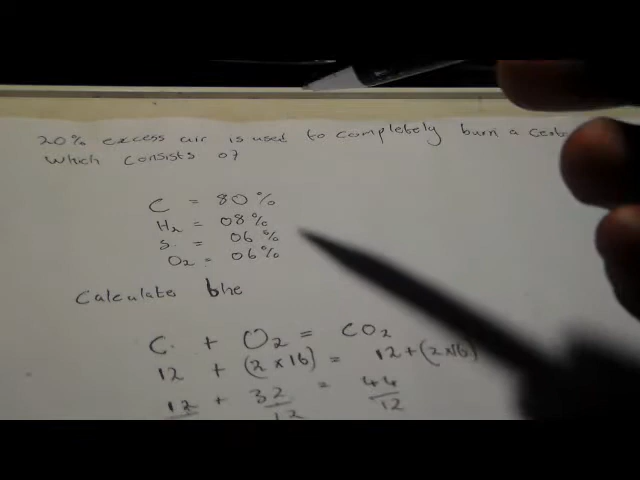 20% excess air is used to completely burn a
Which consists of
C = 80%
H2 = 08%
S. = 06%
O2 = 06%
Calculate the
C. + O2 = CO2
12 + (2×16) = 12+(2×16)
12 + 32/12 = 44/12